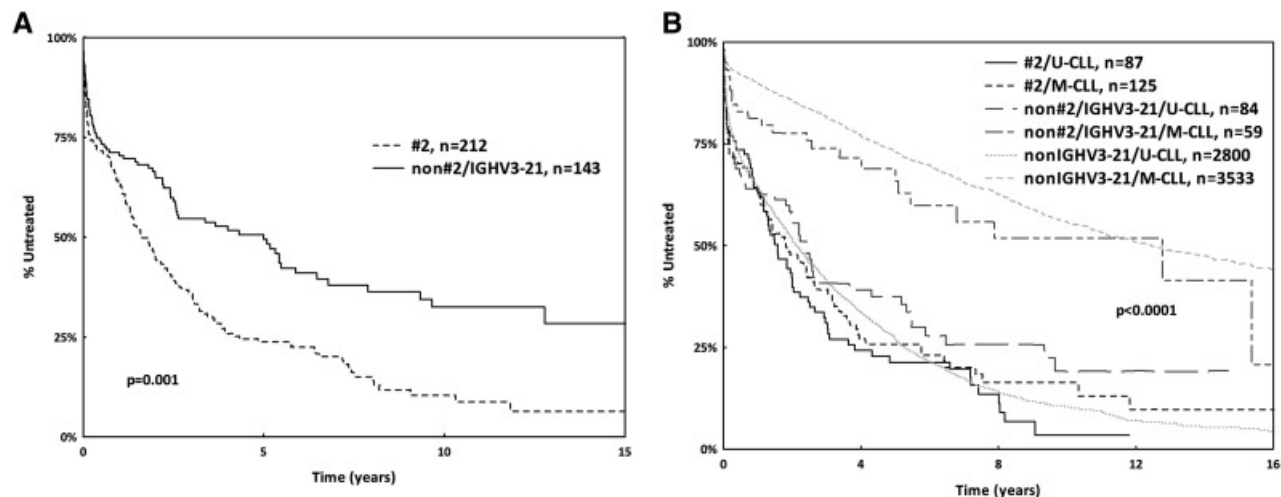 A
100%
75%
50%
25%
0%
% Untreated
#2, n=212
non#2/IGHV3-21, n=143
p=0.001
0
5
10
15
Time (years)
B
100%
75%
50%
25%
0%
% Untreated
#2/U-CLL, n=87
#2/M-CLL, n=125
non#2/IGHV3-21/U-CLL, n=84
non#2/IGHV3-21/M-CLL, n=59
nonIGHV3-21/U-CLL, n=2800
nonIGHV3-21/M-CLL, n=3533
p<0.0001
0
4
8
12
16
Time (years)